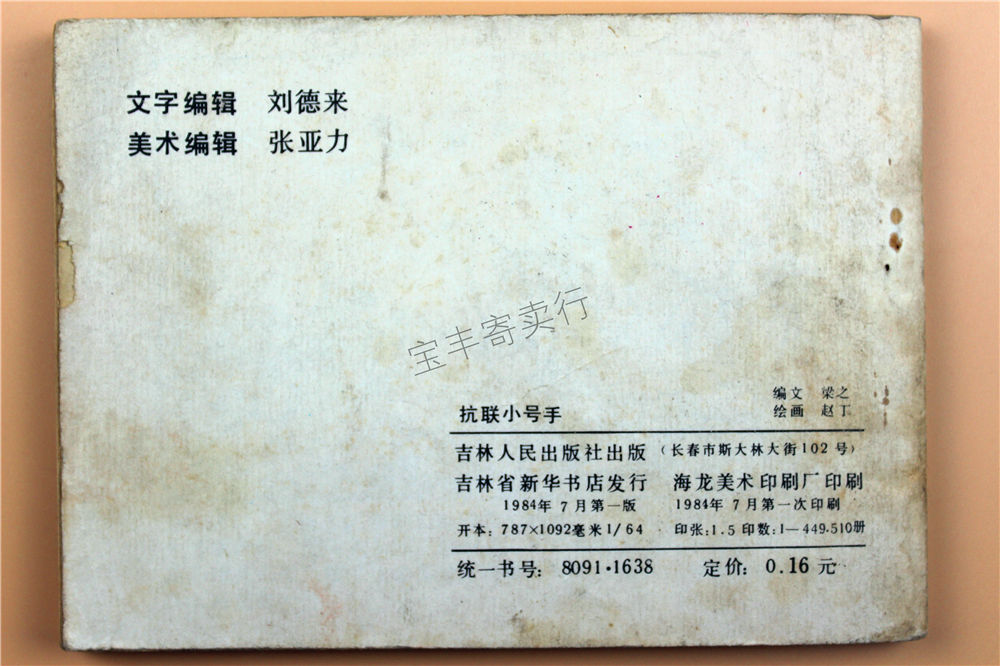 文字编辑 刘德来
美术编辑 张亚力
宝丰寄卖行
编文 梁之
抗联小号手 绘画 赵丁
吉林人民出版社出版 (长春市斯大林大街102号)
吉林省新华书店发行 海龙美术印刷厂印刷
1984年 7月第一版 1984年 7月第一次印刷
开本: 787×1092毫米1/64 印张:1.5 印数:1—449.510册
统一书号: 8091·1638 定价: 0.16 元